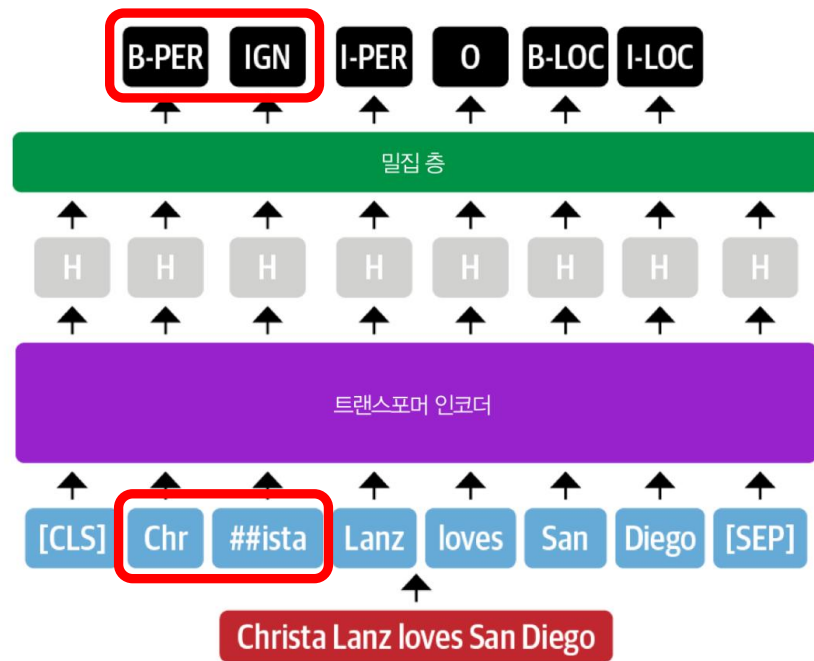 B-PER IGN I-PER O B-LOC I-LOC
밀집 층
H H H H H H H H
트랜스포머 인코더
[CLS] Chr ##ista Lanz loves San Diego [SEP]
Christa Lanz loves San Diego